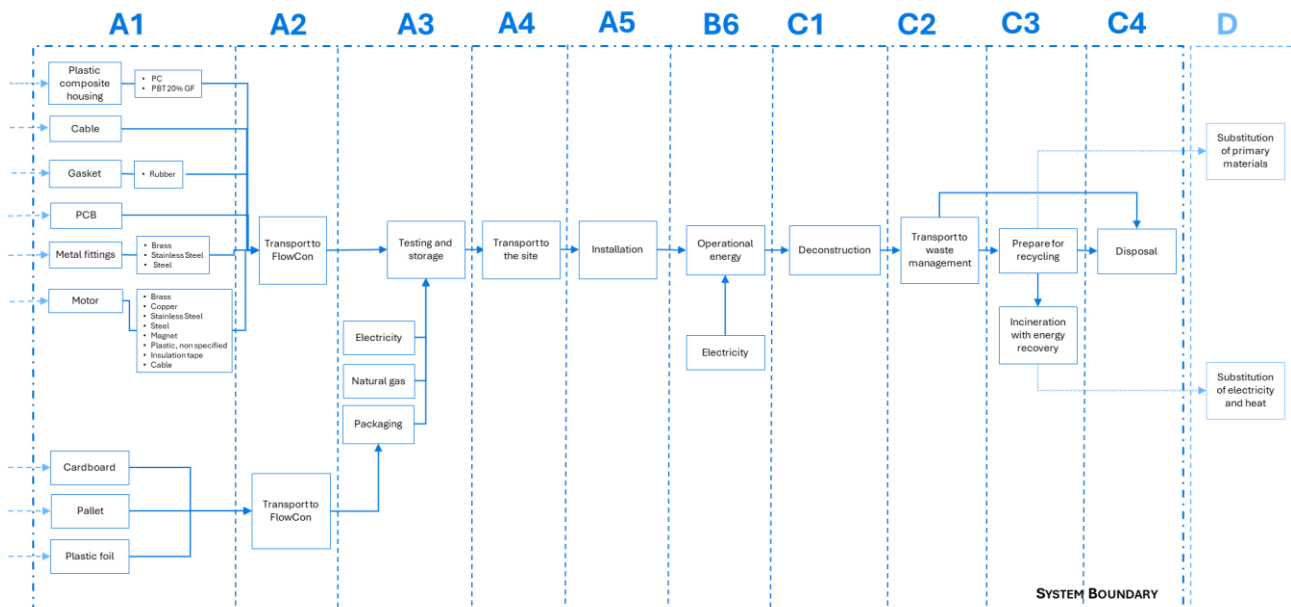 A1 A2 A3 A4 A5 B6 C1 C2 C3 C4 D
Plastic
composite
housing
• PC
• PBT 20% GF
Cable
Gasket
• Rubber
PCB
Metal fittings
• Brass
• Stainless Steel
• Steel
Motor
• Brass
• Copper
• Stainless Steel
• Steel
• Magnet
• Plastic, non specified
• Insulation tape
• Cable
Cardboard
Pallet
Plastic foil
Transport to
FlowCon
Transport to
FlowCon
Testing and
storage
Electricity
Natural gas
Packaging
Transport to
the site
Installation
Operational
energy
Electricity
Deconstruction
Transport to
waste
management
Prepare for
recycling
Incineration
with energy
recovery
Disposal
Substitution
of primary
materials
Substitution
of electricity
and heat
SYSTEM BOUNDARY